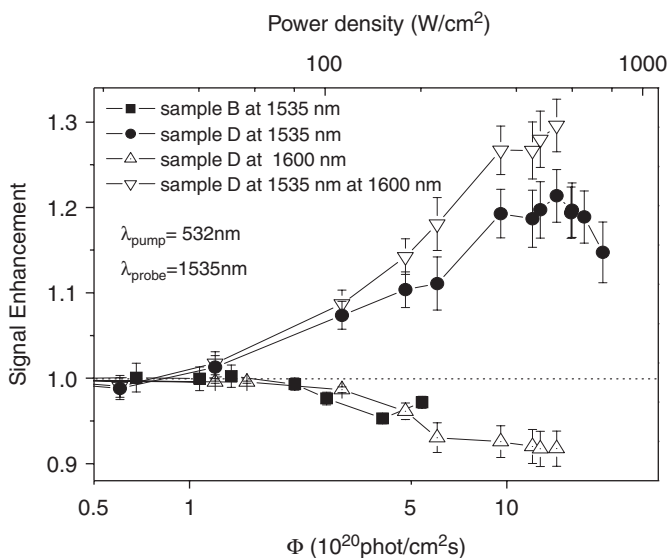 Power density (W/cm²)
100
1000
sample B at 1535 nm
sample D at 1535 nm
sample D at 1600 nm
sample D at 1535 nm at 1600 nm
λpump= 532nm
λprobe=1535nm
Signal Enhancement
1.3
1.2
1.1
1.0
0.9
0.5
1
5
10
Φ (10²⁰phot/cm²s)